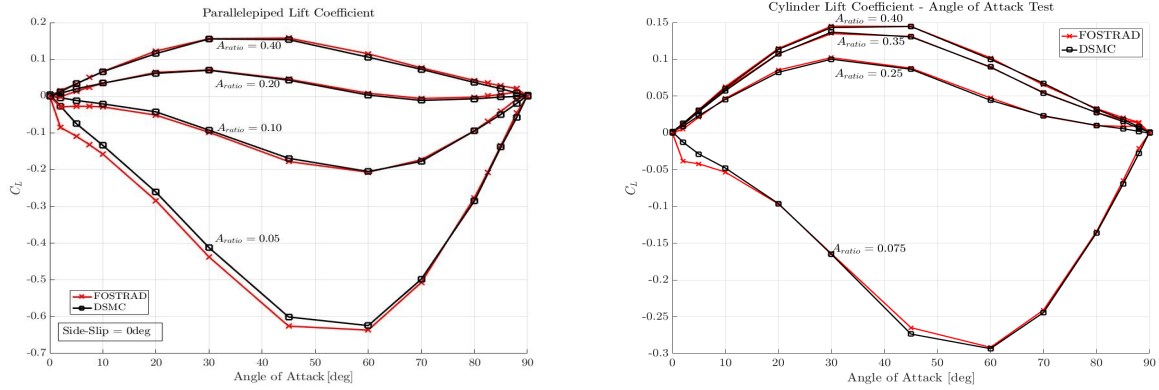 Parallelepiped Lift Coefficient
0.2
0.1
0
-0.1
-0.2
-0.3
-0.4
-0.5
-0.6
-0.7
C_L
A_ratio = 0.40
A_ratio = 0.20
A_ratio = 0.10
A_ratio = 0.05
FOSTRAD
DSMC
Side-Slip = 0deg
0 10 20 30 40 50 60 70 80 90
Angle of Attack [deg]
Cylinder Lift Coefficient - Angle of Attack Test
0.15
0.1
0.05
0
-0.05
-0.1
-0.15
-0.2
-0.25
-0.3
C_L
A_ratio = 0.40
A_ratio = 0.35
A_ratio = 0.25
A_ratio = 0.075
FOSTRAD
DSMC
0 10 20 30 40 50 60 70 80 90
Angle of Attack [deg]